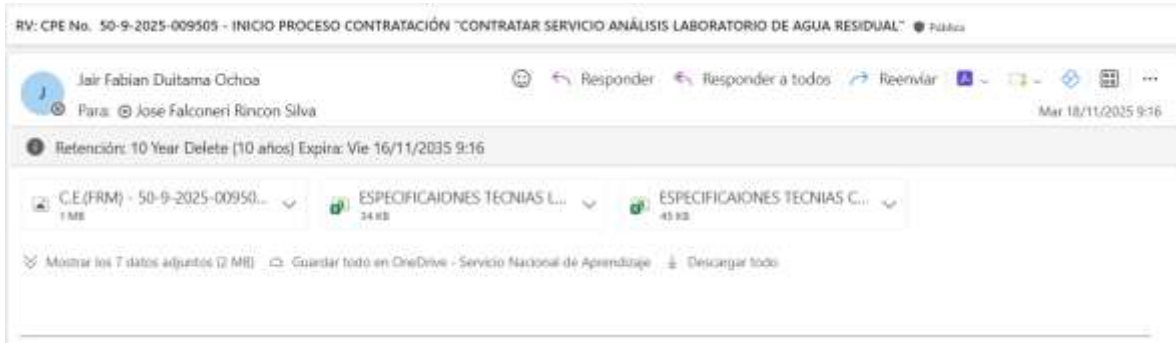 RV: CPE No. 50-9-2025-009505 - INICIO PROCESO CONTRATACIÓN "CONTRATAR SERVICIO ANÁLISIS LABORATORIO DE AGUA RESIDUAL" Pública
J
Jair Fabian Duitama Ochoa
Responder
Responder a todos
Reenviar
Para: Jose Falconeri Rincon Silva
Mar 18/11/2025 9:16
Retención: 10 Year Delete (10 años) Expira: Vie 16/11/2035 9:16
C.E.(FRM) - 50-9-2025-00950...
1 MB
ESPECIFICAIONES TECNIAS L...
34 KB
ESPECIFICAIONES TECNIAS C...
45 KB
Mostrar los 7 datos adjuntos (2 MB) Guardar todo en OneDrive - Servicio Nacional de Aprendizaje Descargar todo